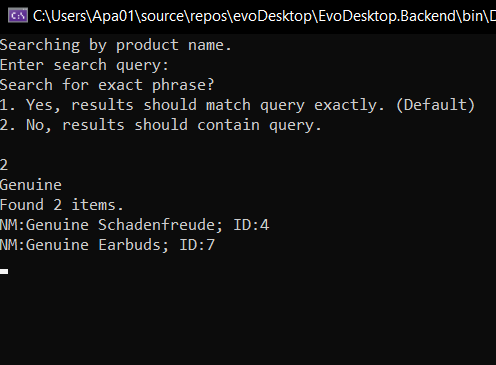 C:\Users\Apa01\source\repos\evoDesktop\EvoDesktop.Backend\bin\D
Searching by product name.
Enter search query:
Search for exact phrase?
1. Yes, results should match query exactly. (Default)
2. No, results should contain query.
2
Genuine
Found 2 items.
NM:Genuine Schadenfreude; ID:4
NM:Genuine Earbuds; ID:7